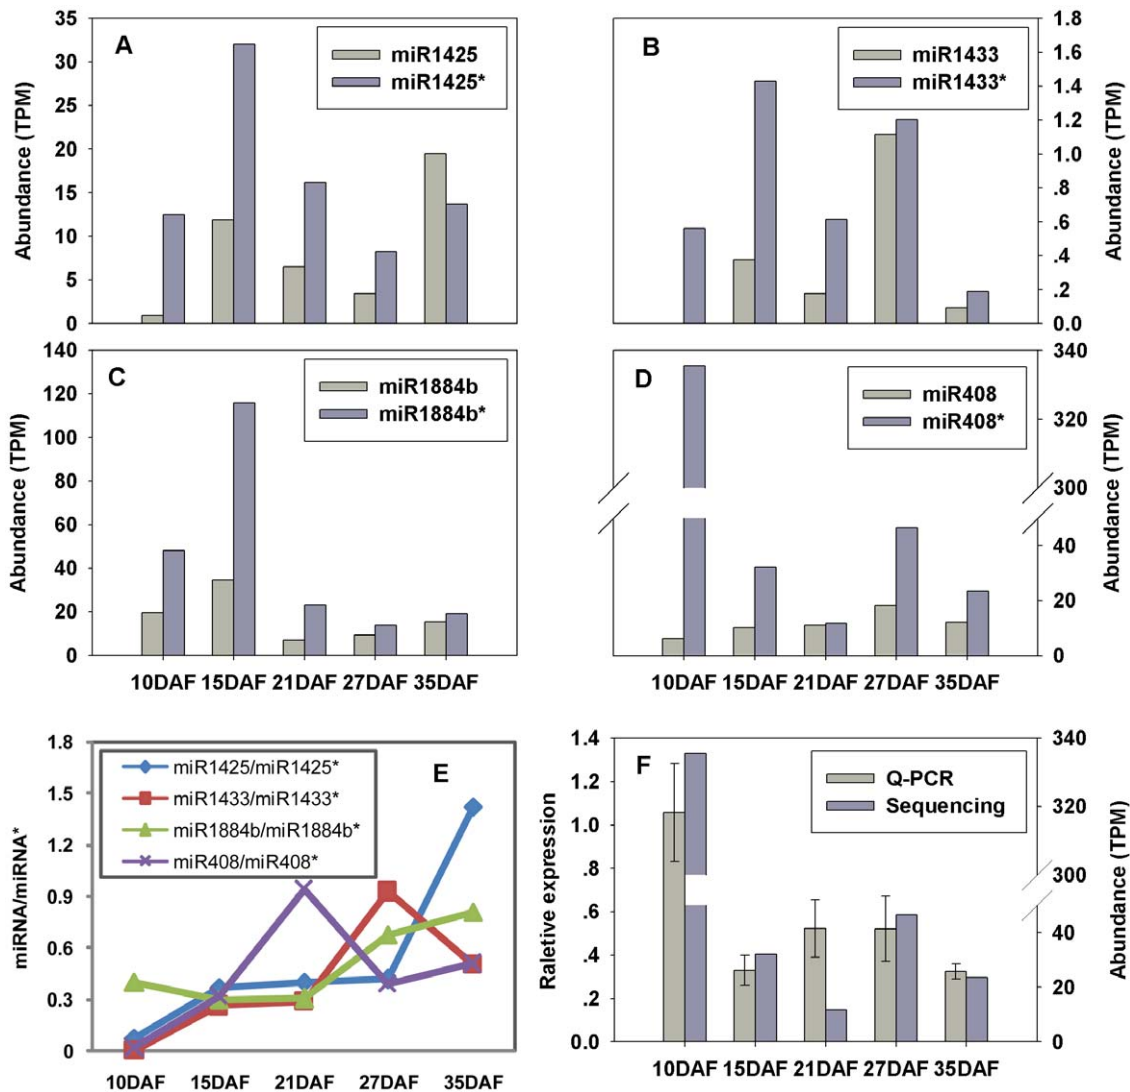 A
miR1425
miR1425*
Abundance (TPM)
35
30
25
20
15
10
5
0
B
miR1433
miR1433*
Abundance (TPM)
1.8
1.6
1.4
1.2
1.0
.8
.6
.4
.2
0.0
C
miR1884b
miR1884b*
Abundance (TPM)
140
120
100
80
60
40
20
0
10DAF 15DAF 21DAF 27DAF 35DAF
D
miR408
miR408*
Abundance (TPM)
340
320
300
40
20
0
10DAF 15DAF 21DAF 27DAF 35DAF
E
miR1425/miR1425*
miR1433/miR1433*
miR1884b/miR1884b*
miR408/miR408*
miRNA/miRNA*
1.8
1.5
1.2
0.9
0.6
0.3
0
10DAF 15DAF 21DAF 27DAF 35DAF
F
Q-PCR
Sequencing
Raletive expression
1.4
1.2
1.0
.8
.6
.4
.2
0.0
Abundance (TPM)
340
320
300
40
20
0
10DAF 15DAF 21DAF 27DAF 35DAF